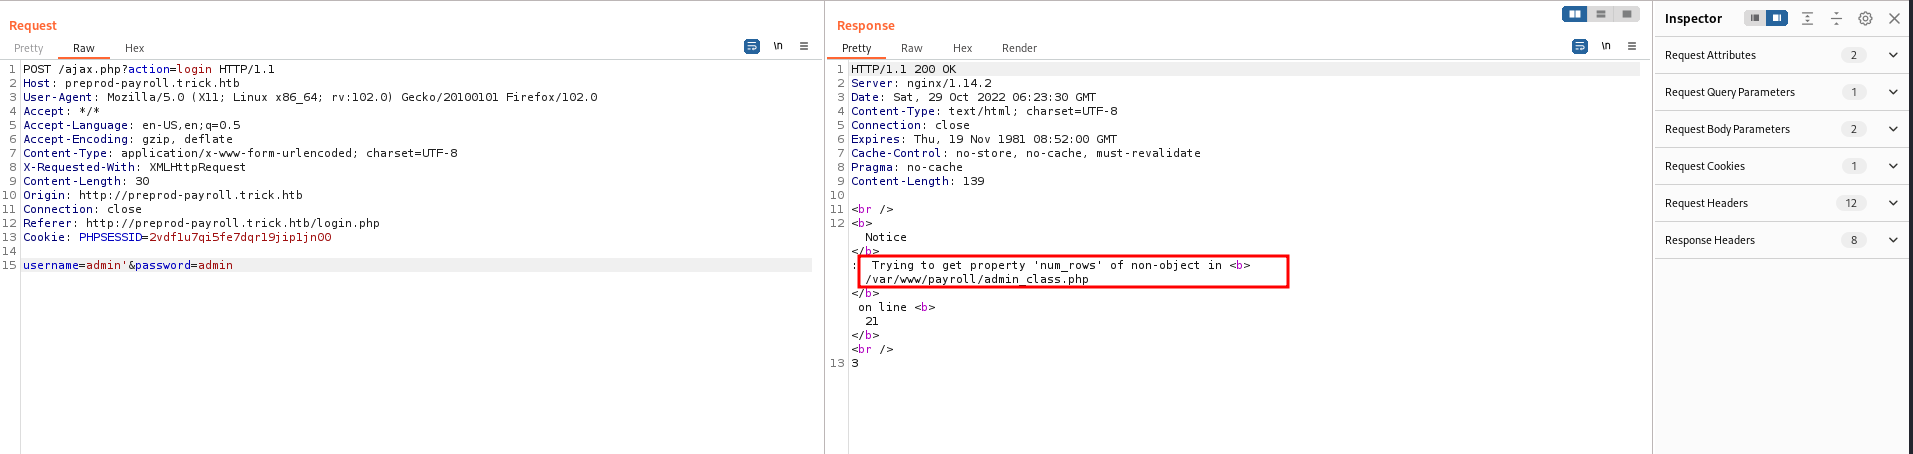 Request
Pretty Raw Hex
\n
1 POST /ajax.php?action=login HTTP/1.1
2 Host: preprod-payroll.trick.htb
3 User-Agent: Mozilla/5.0 (X11; Linux x86_64; rv:102.0) Gecko/20100101 Firefox/102.0
4 Accept: */*
5 Accept-Language: en-US,en;q=0.5
6 Accept-Encoding: gzip, deflate
7 Content-Type: application/x-www-form-urlencoded; charset=UTF-8
8 X-Requested-With: XMLHttpRequest
9 Content-Length: 30
10 Origin: http://preprod-payroll.trick.htb
11 Connection: close
12 Referer: http://preprod-payroll.trick.htb/login.php
13 Cookie: PHPSESSID=2vdf1u7qi5fe7dqr19jip1jn00
14
15 username=admin'&password=admin
Response
Pretty Raw Hex Render
\n
1 HTTP/1.1 200 OK
2 Server: nginx/1.14.2
3 Date: Sat, 29 Oct 2022 06:23:30 GMT
4 Content-Type: text/html; charset=UTF-8
5 Connection: close
6 Expires: Thu, 19 Nov 1981 08:52:00 GMT
7 Cache-Control: no-store, no-cache, must-revalidate
8 Pragma: no-cache
9 Content-Length: 139
10
11 <br />
12 <b>
Notice
</b>
: Trying to get property 'num_rows' of non-object in <b>
/var/www/payroll/admin_class.php
</b>
on line <b>
21
</b>
<br />
13 3
Inspector
Request Attributes 2
Request Query Parameters 1
Request Body Parameters 2
Request Cookies 1
Request Headers 12
Response Headers 8